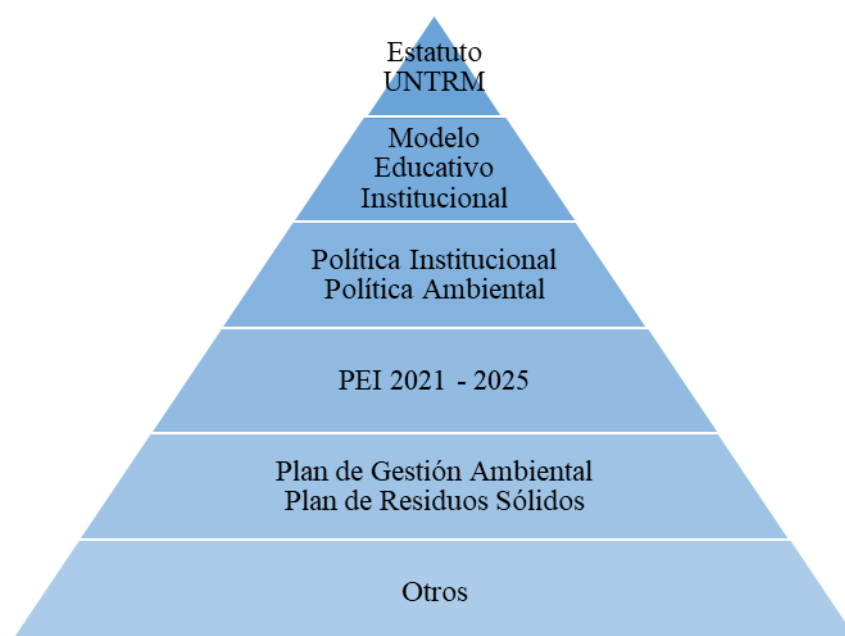 Estatuto
UNTRM
Modelo
Educativo
Institucional
Política Institucional
Política Ambiental
PEI 2021 - 2025
Plan de Gestión Ambiental
Plan de Residuos Sólidos
Otros